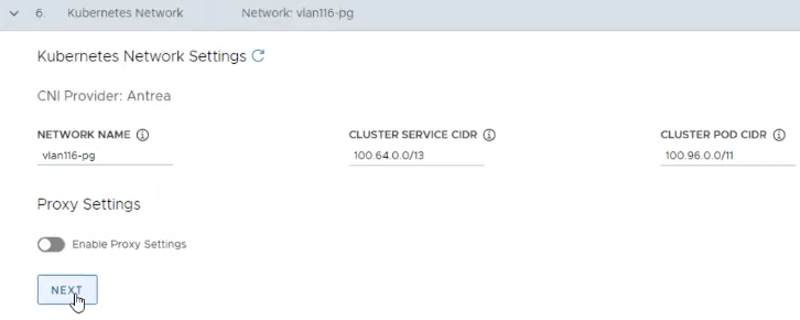 6. Kubernetes Network Network: vlan116-pg
Kubernetes Network Settings
CNI Provider: Antrea
NETWORK NAME CLUSTER SERVICE CIDR CLUSTER POD CIDR
vlan116-pg 100.64.0.0/13 100.96.0.0/11
Proxy Settings
Enable Proxy Settings
NEXT